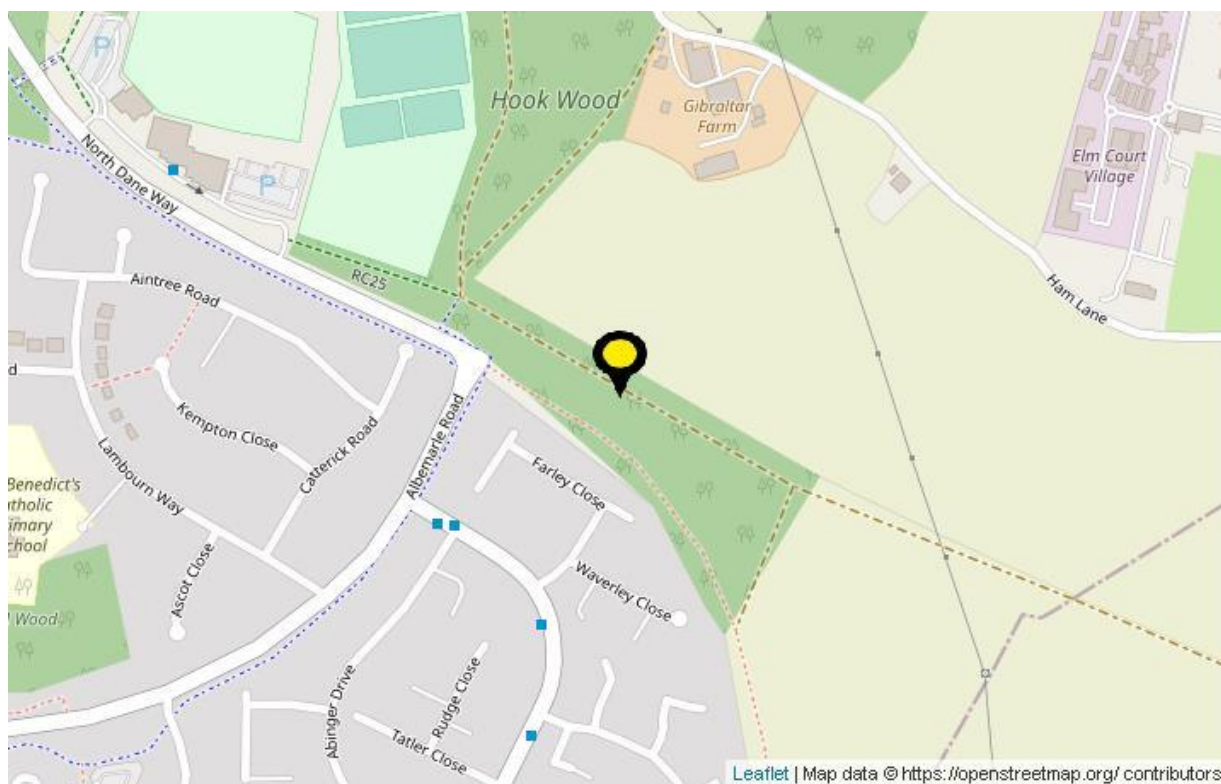 P
Hook Wood
Gibraltar
Farm
Elm Court
Village
North Dane Way
P
RC25
Ham Lane
Aintree Road
d
Kempton Close
Catterick Road
Albemarle Road
Lambourn Way
Farley Close
Benedict's
atholic
imary
chool
Ascot Close
Waverley Close
Wood
Abinger Drive
Rudge Close
Tatler Close
Leaflet | Map data © https://openstreetmap.org/ contributors